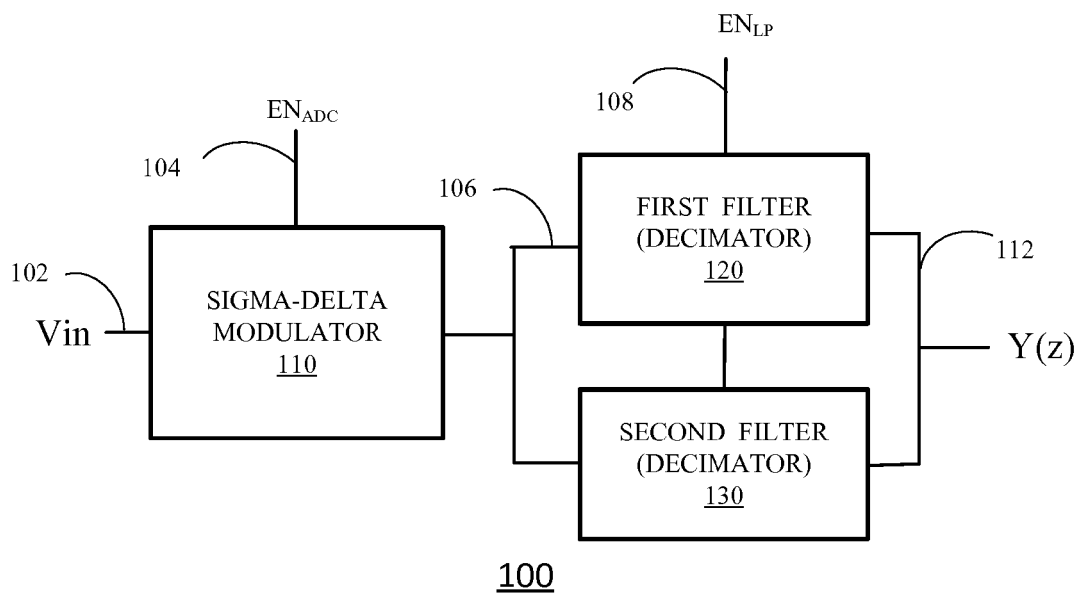 EN_LP
108
EN_ADC
104
106
FIRST FILTER
(DECIMATOR)
120
112
102
Vin
SIGMA-DELTA
MODULATOR
110
Y(z)
SECOND FILTER
(DECIMATOR)
130
100